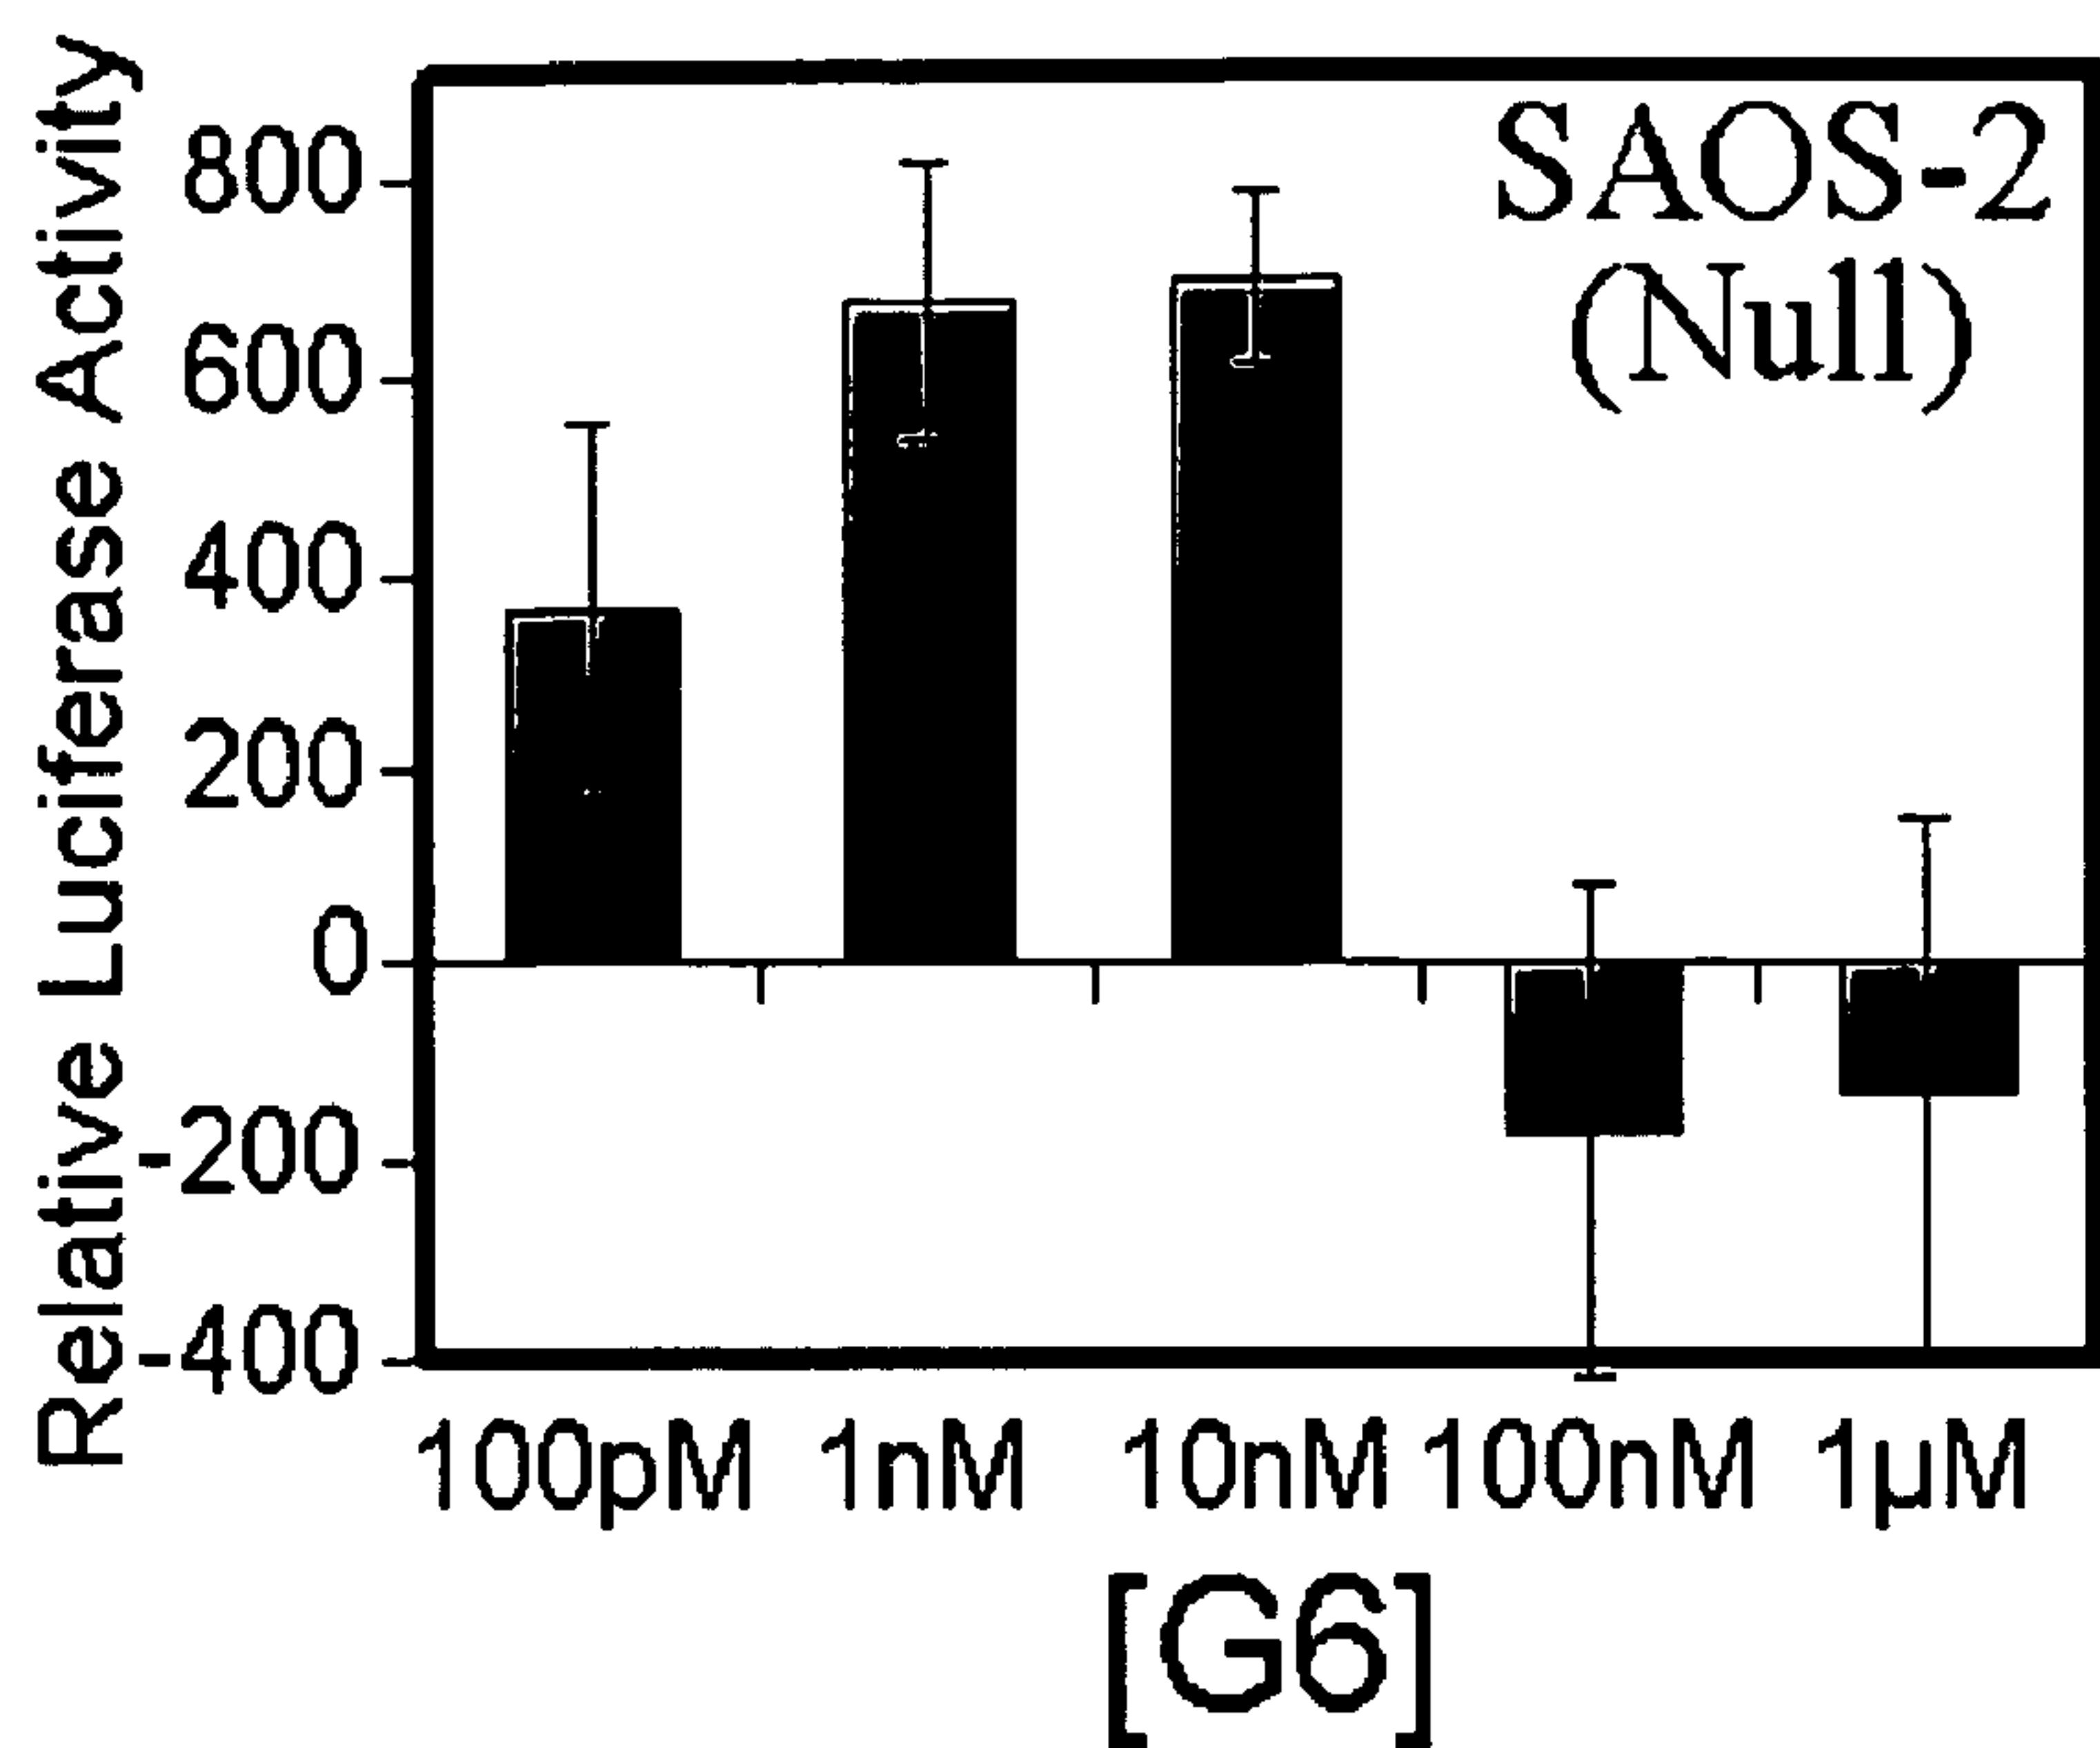 Relative Luciferase Activity
800
600
400
200
0
-200
-400
SAOS-2
(Null)
100pM 1nM 10nM 100nM 1µM
[G6]